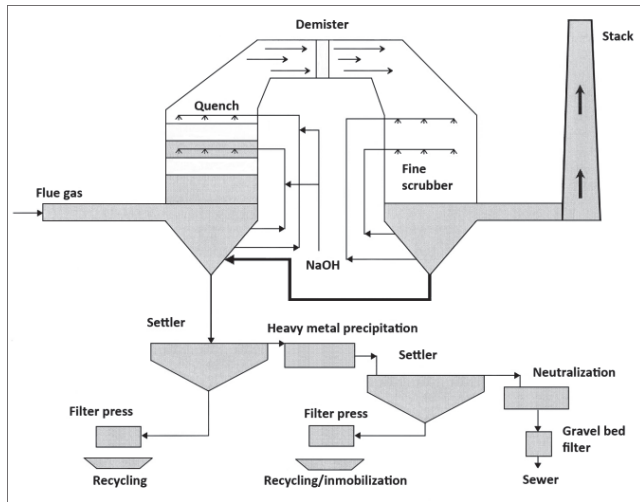 Demister
Stack
Quench
Flue gas
Fine
scrubber
NaOH
Settler
Heavy metal precipitation
Settler
Neutralization
Filter press
Filter press
Gravel bed
filter
Recycling
Recycling/inmobilization
Sewer